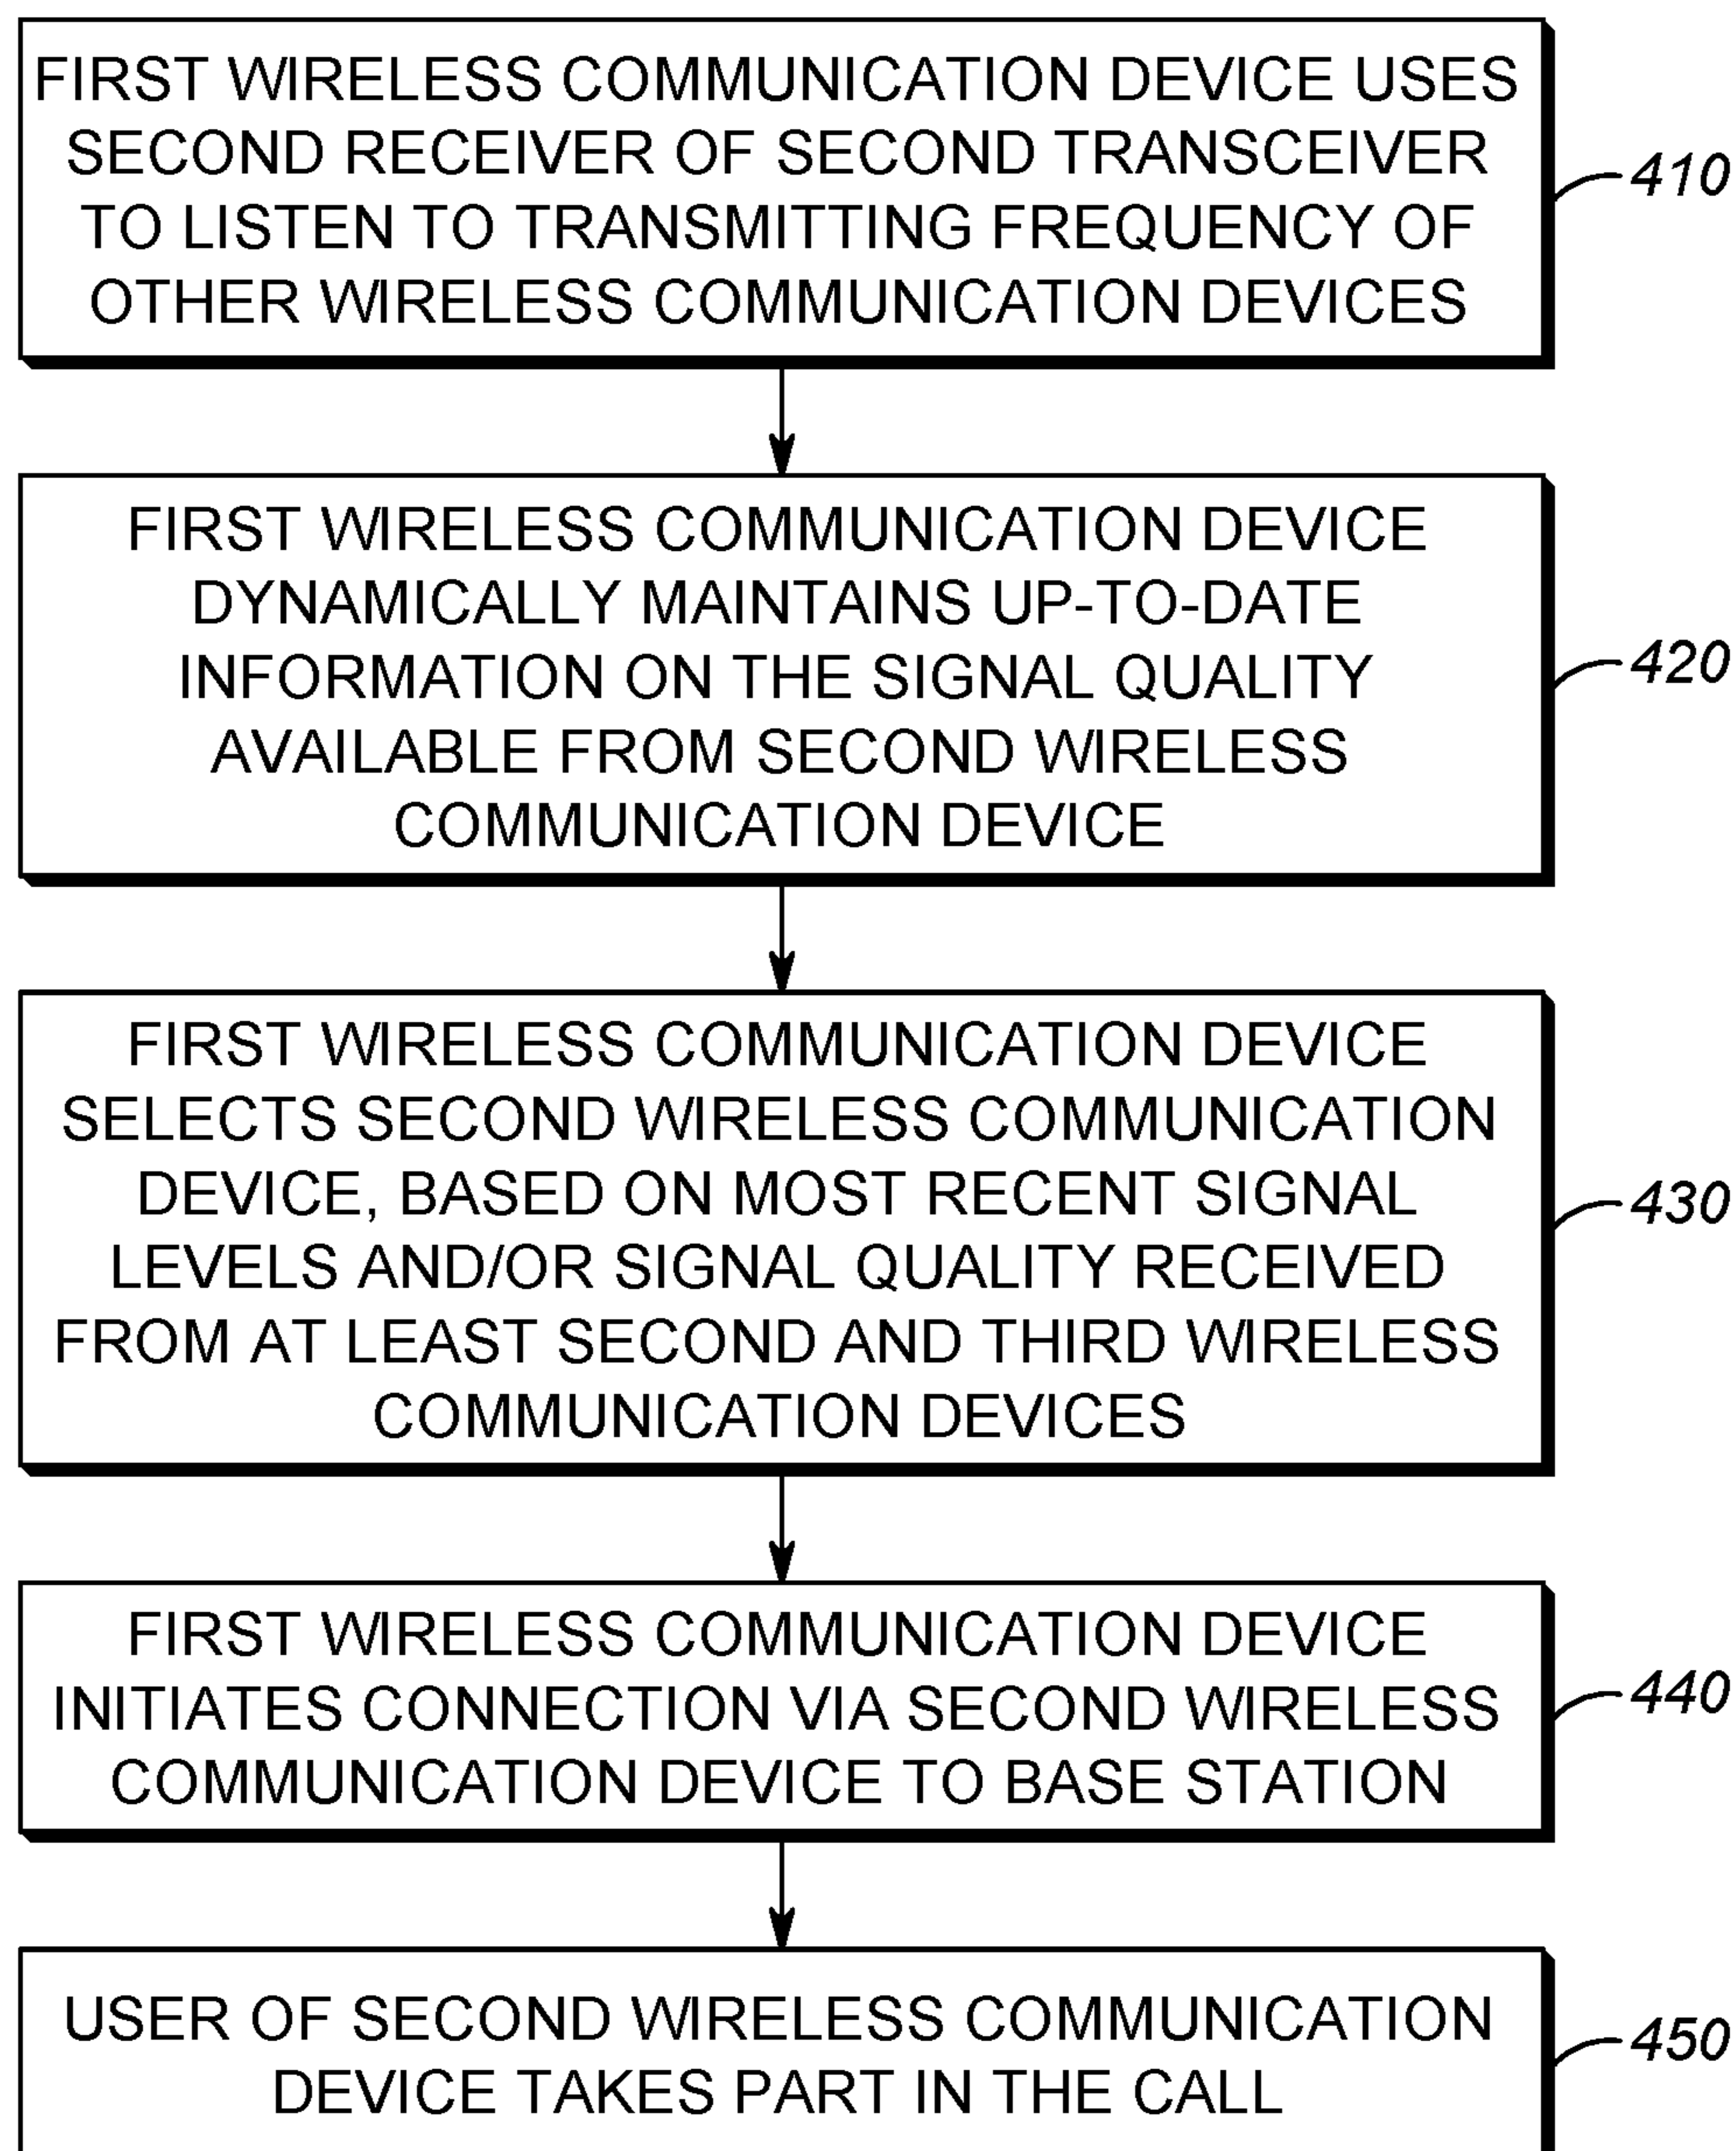 FIRST WIRELESS COMMUNICATION DEVICE USES
SECOND RECEIVER OF SECOND TRANSCEIVER
TO LISTEN TO TRANSMITTING FREQUENCY OF
OTHER WIRELESS COMMUNICATION DEVICES
410
FIRST WIRELESS COMMUNICATION DEVICE
DYNAMICALLY MAINTAINS UP-TO-DATE
INFORMATION ON THE SIGNAL QUALITY
AVAILABLE FROM SECOND WIRELESS
COMMUNICATION DEVICE
420
FIRST WIRELESS COMMUNICATION DEVICE
SELECTS SECOND WIRELESS COMMUNICATION
DEVICE, BASED ON MOST RECENT SIGNAL
LEVELS AND/OR SIGNAL QUALITY RECEIVED
FROM AT LEAST SECOND AND THIRD WIRELESS
COMMUNICATION DEVICES
430
FIRST WIRELESS COMMUNICATION DEVICE
INITIATES CONNECTION VIA SECOND WIRELESS
COMMUNICATION DEVICE TO BASE STATION
440
USER OF SECOND WIRELESS COMMUNICATION
DEVICE TAKES PART IN THE CALL
450